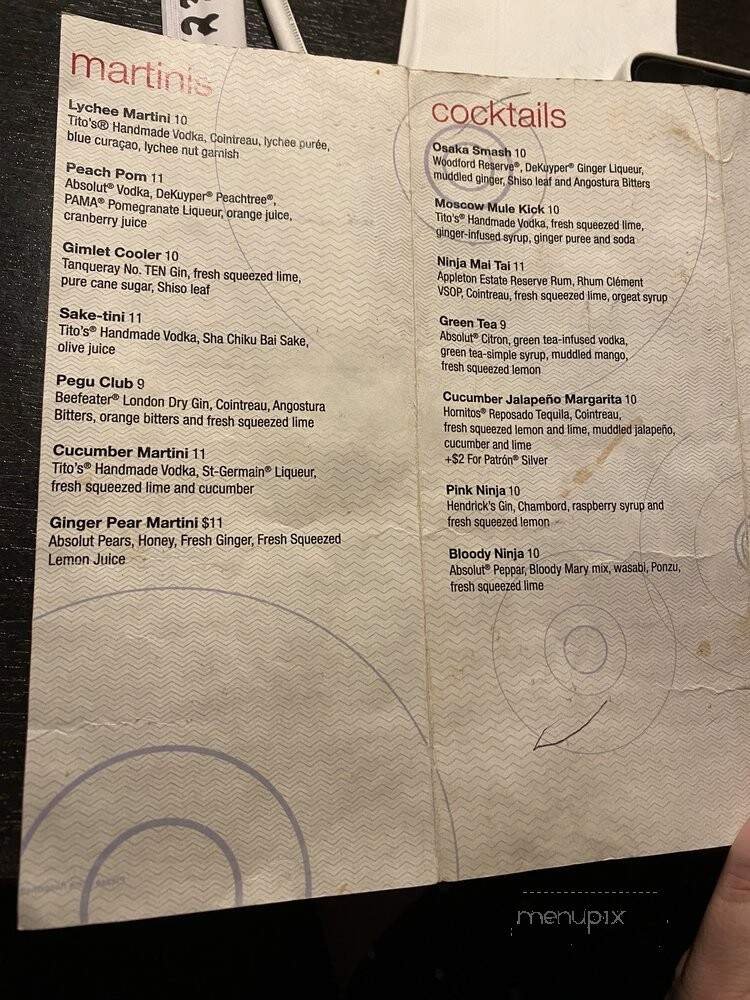 martinis
Lychee Martini 10
Tito's® Handmade Vodka, Cointreau, lychee purée,
blue curaçao, lychee nut garnish
Peach Pom 11
Absolut® Vodka, DeKuyper® Peachtree®,
PAMA® Pomegranate Liqueur, orange juice,
cranberry juice
Gimlet Cooler 10
Tanqueray No. TEN Gin, fresh squeezed lime,
pure cane sugar, Shiso leaf
Sake-tini 11
Tito's® Handmade Vodka, Sha Chiku Bai Sake,
olive juice
Pegu Club 9
Beefeater® London Dry Gin, Cointreau, Angostura
Bitters, orange bitters and fresh squeezed lime
Cucumber Martini 11
Tito's® Handmade Vodka, St-Germain® Liqueur,
fresh squeezed lime and cucumber
Ginger Pear Martini $11
Absolut Pears, Honey, Fresh Ginger, Fresh Squeezed
Lemon Juice
cocktails
Osaka Smash 10
Woodford Reserve®, DeKuyper® Ginger Liqueur,
muddled ginger, Shiso leaf and Angostura Bitters
Moscow Mule Kick 10
Tito's® Handmade Vodka, fresh squeezed lime,
ginger-infused syrup, ginger puree and soda
Ninja Mai Tai 11
Appleton Estate Reserve Rum, Rhum Clément
VSOP, Cointreau, fresh squeezed lime, orgeat syrup
Green Tea 9
Absolut® Citron, green tea-infused vodka,
green tea-simple syrup, muddled mango,
fresh squeezed lemon
Cucumber Jalapeño Margarita 10
Hornitos® Reposado Tequila, Cointreau,
fresh squeezed lemon and lime, muddled jalapeño,
cucumber and lime
+$2 For Patrón® Silver
Pink Ninja 10
Hendrick's Gin, Chambord, raspberry syrup and
fresh squeezed lemon
Bloody Ninja 10
Absolut® Peppar, Bloody Mary mix, wasabi, Ponzu,
fresh squeezed lime
menupix